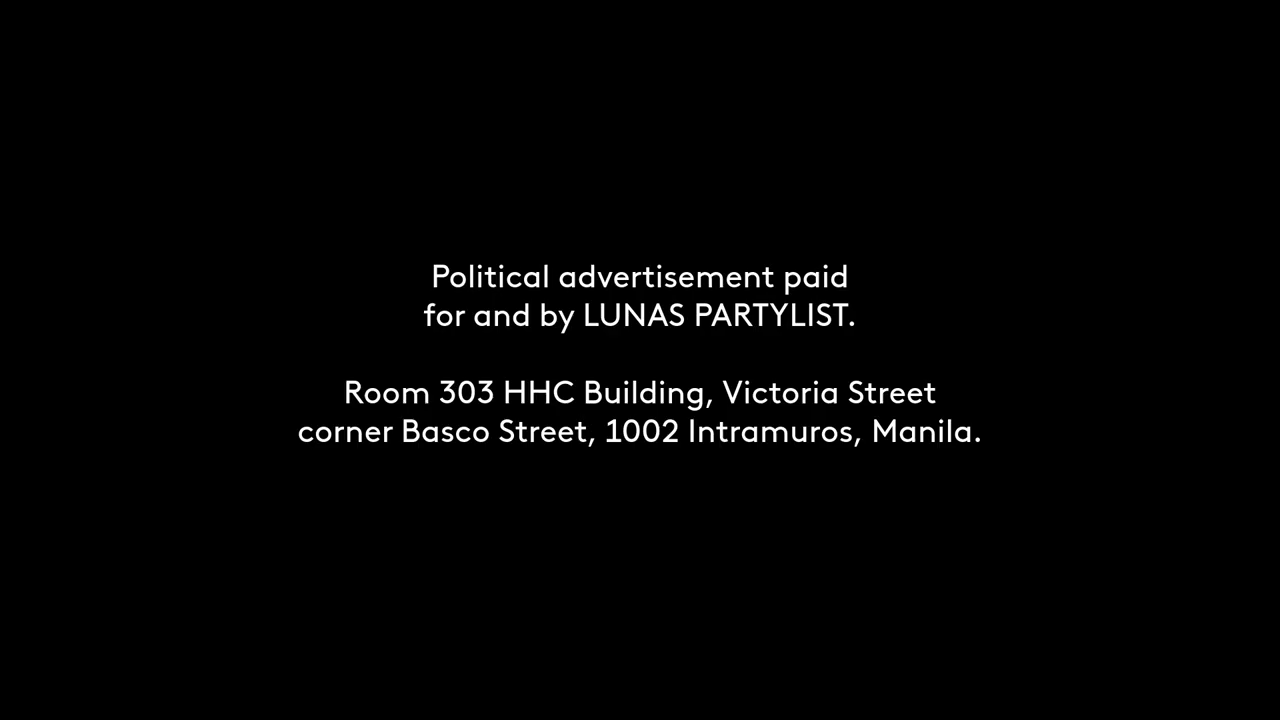 Political advertisement paid
for and by LUNAS PARTYLIST.
Room 303 HHC Building, Victoria Street
corner Basco Street, 1002 Intramuros, Manila.